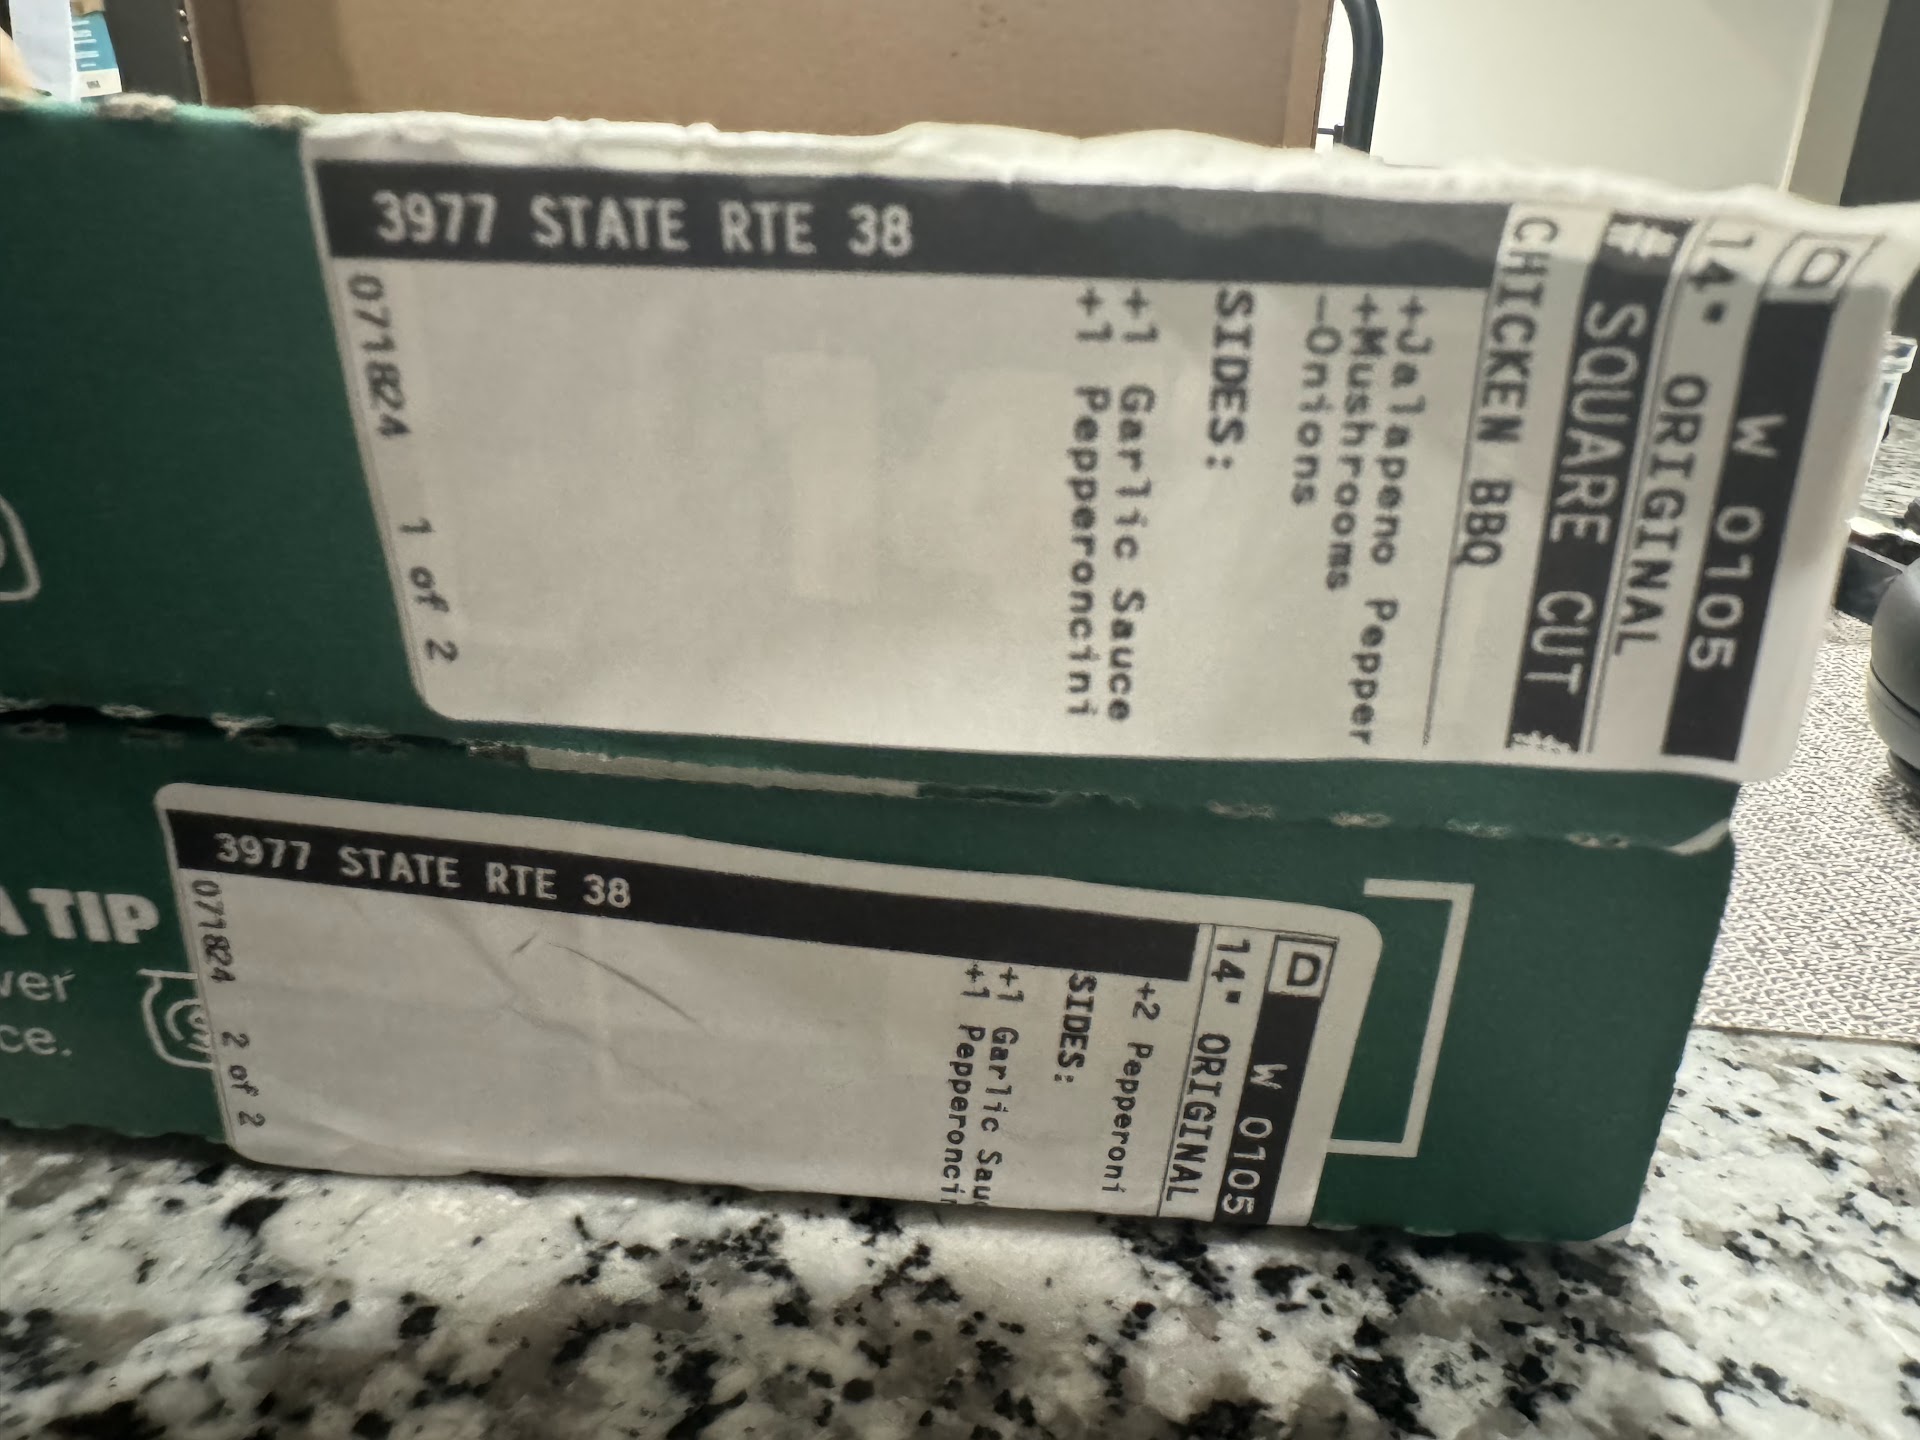 3977 STATE RTE 38
D W 0105
14" ORIGINAL
# SQUARE CUT #
CHICKEN BBQ
+Jalapeno Pepper
+Mushrooms
-Onions
SIDES:
+1 Garlic Sauce
+1 Pepperoncini
071824 1 of 2
3977 STATE RTE 38
D W 0105
14" ORIGINAL
+2 Pepperoni
SIDES:
+1 Garlic Sau
+1 Pepperonci
071824 2 of 2
A TIP
ver
ce.